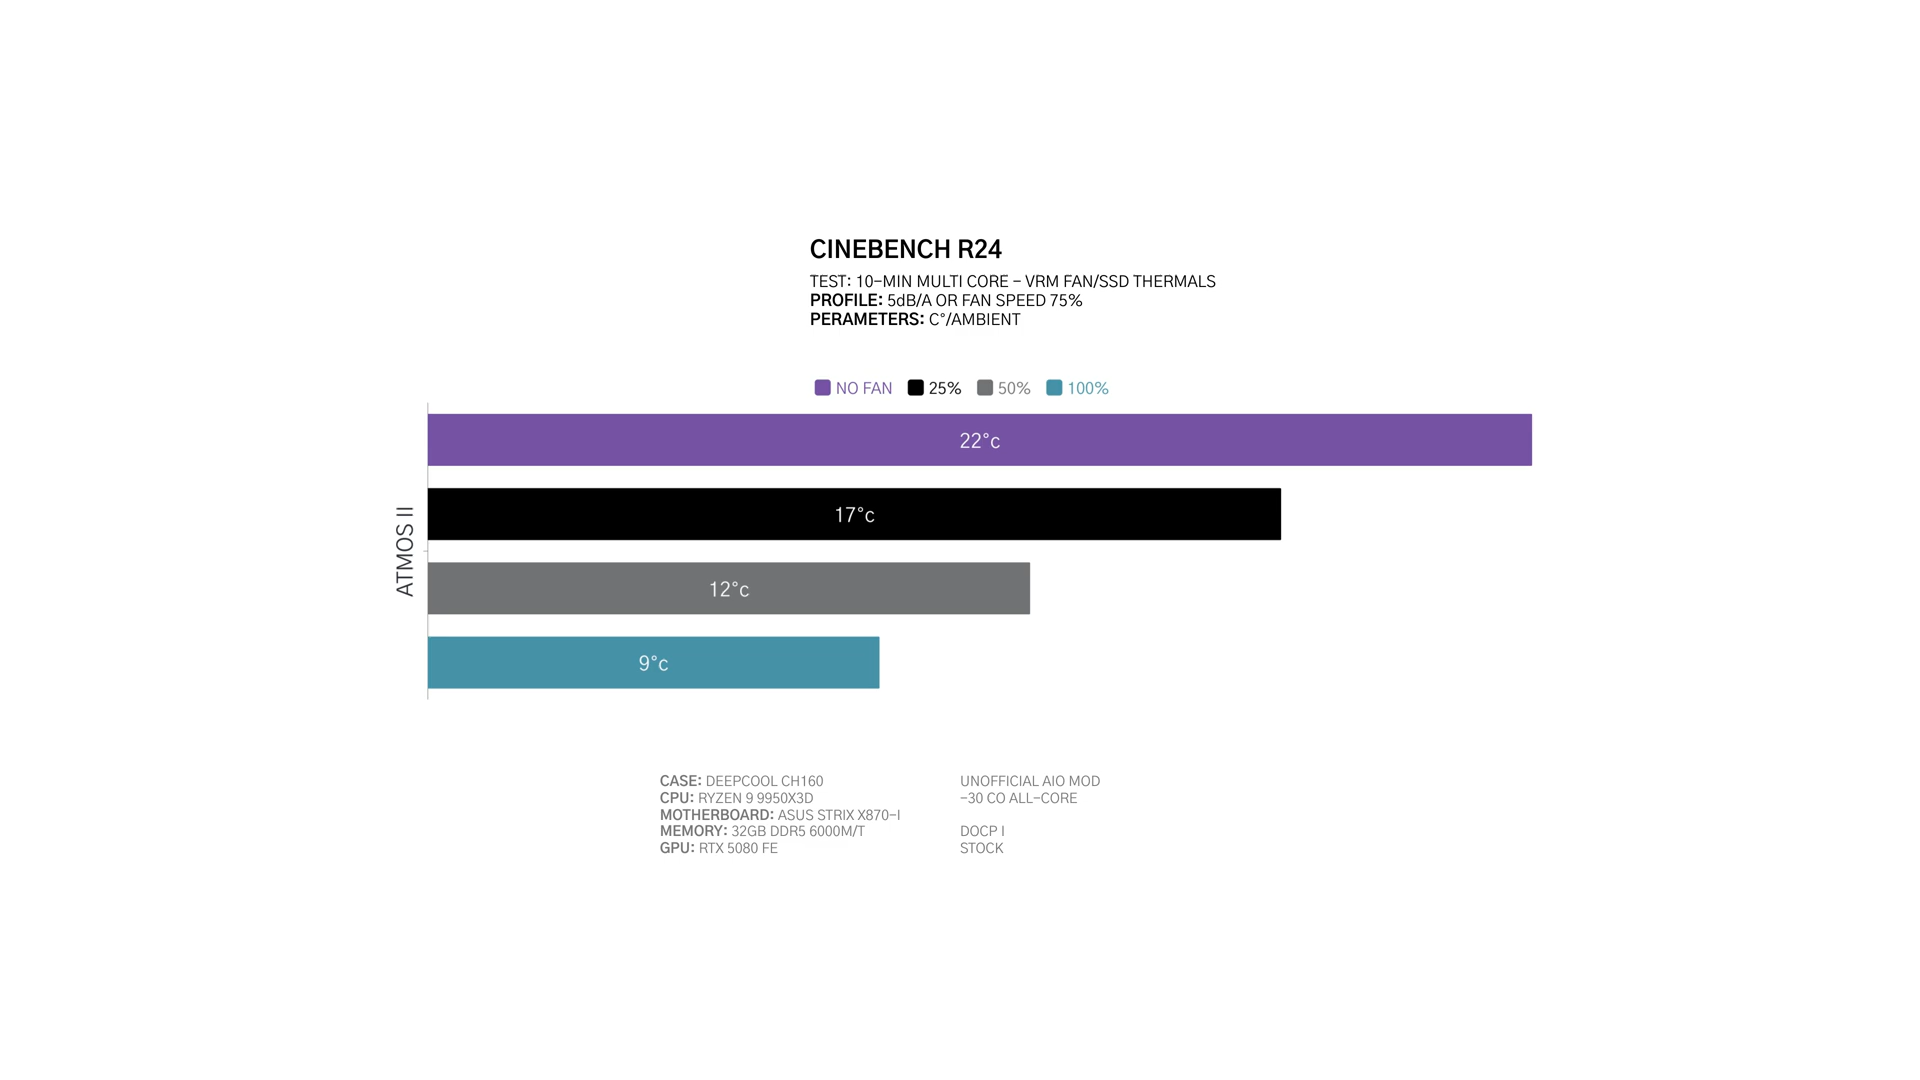 CINEBENCH R24
TEST: 10-MIN MULTI CORE - VRM FAN/SSD THERMALS
PROFILE: 5dB/A OR FAN SPEED 75%
PERAMETERS: C°/AMBIENT
NO FAN 25% 50% 100%
ATMOS II
22°c
17°c
12°c
9°c
CASE: DEEPCOOL CH160 UNOFFICIAL AIO MOD
CPU: RYZEN 9 9950X3D -30 CO ALL-CORE
MOTHERBOARD: ASUS STRIX X870-I
MEMORY: 32GB DDR5 6000M/T DOCP I
GPU: RTX 5080 FE STOCK